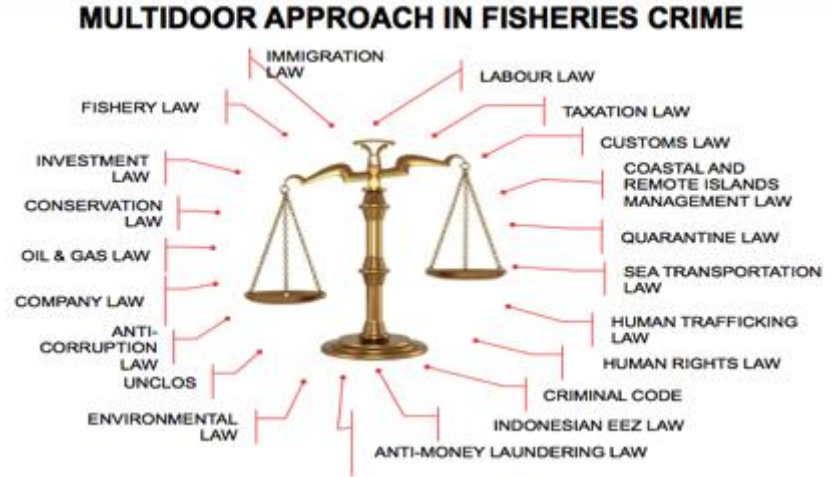 MULTIDOOR APPROACH IN FISHERIES CRIME
IMMIGRATION
LAW
LABOUR LAW
FISHERY LAW
TAXATION LAW
CUSTOMS LAW
INVESTMENT
LAW
COASTAL AND
REMOTE ISLANDS
MANAGEMENT LAW
CONSERVATION
LAW
QUARANTINE LAW
OIL & GAS LAW
SEA TRANSPORTATION
LAW
COMPANY LAW
HUMAN TRAFFICKING
LAW
ANTI-
CORRUPTION
LAW
HUMAN RIGHTS LAW
UNCLOS
CRIMINAL CODE
ENVIRONMENTAL
LAW
INDONESIAN EEZ LAW
ANTI-MONEY LAUNDERING LAW